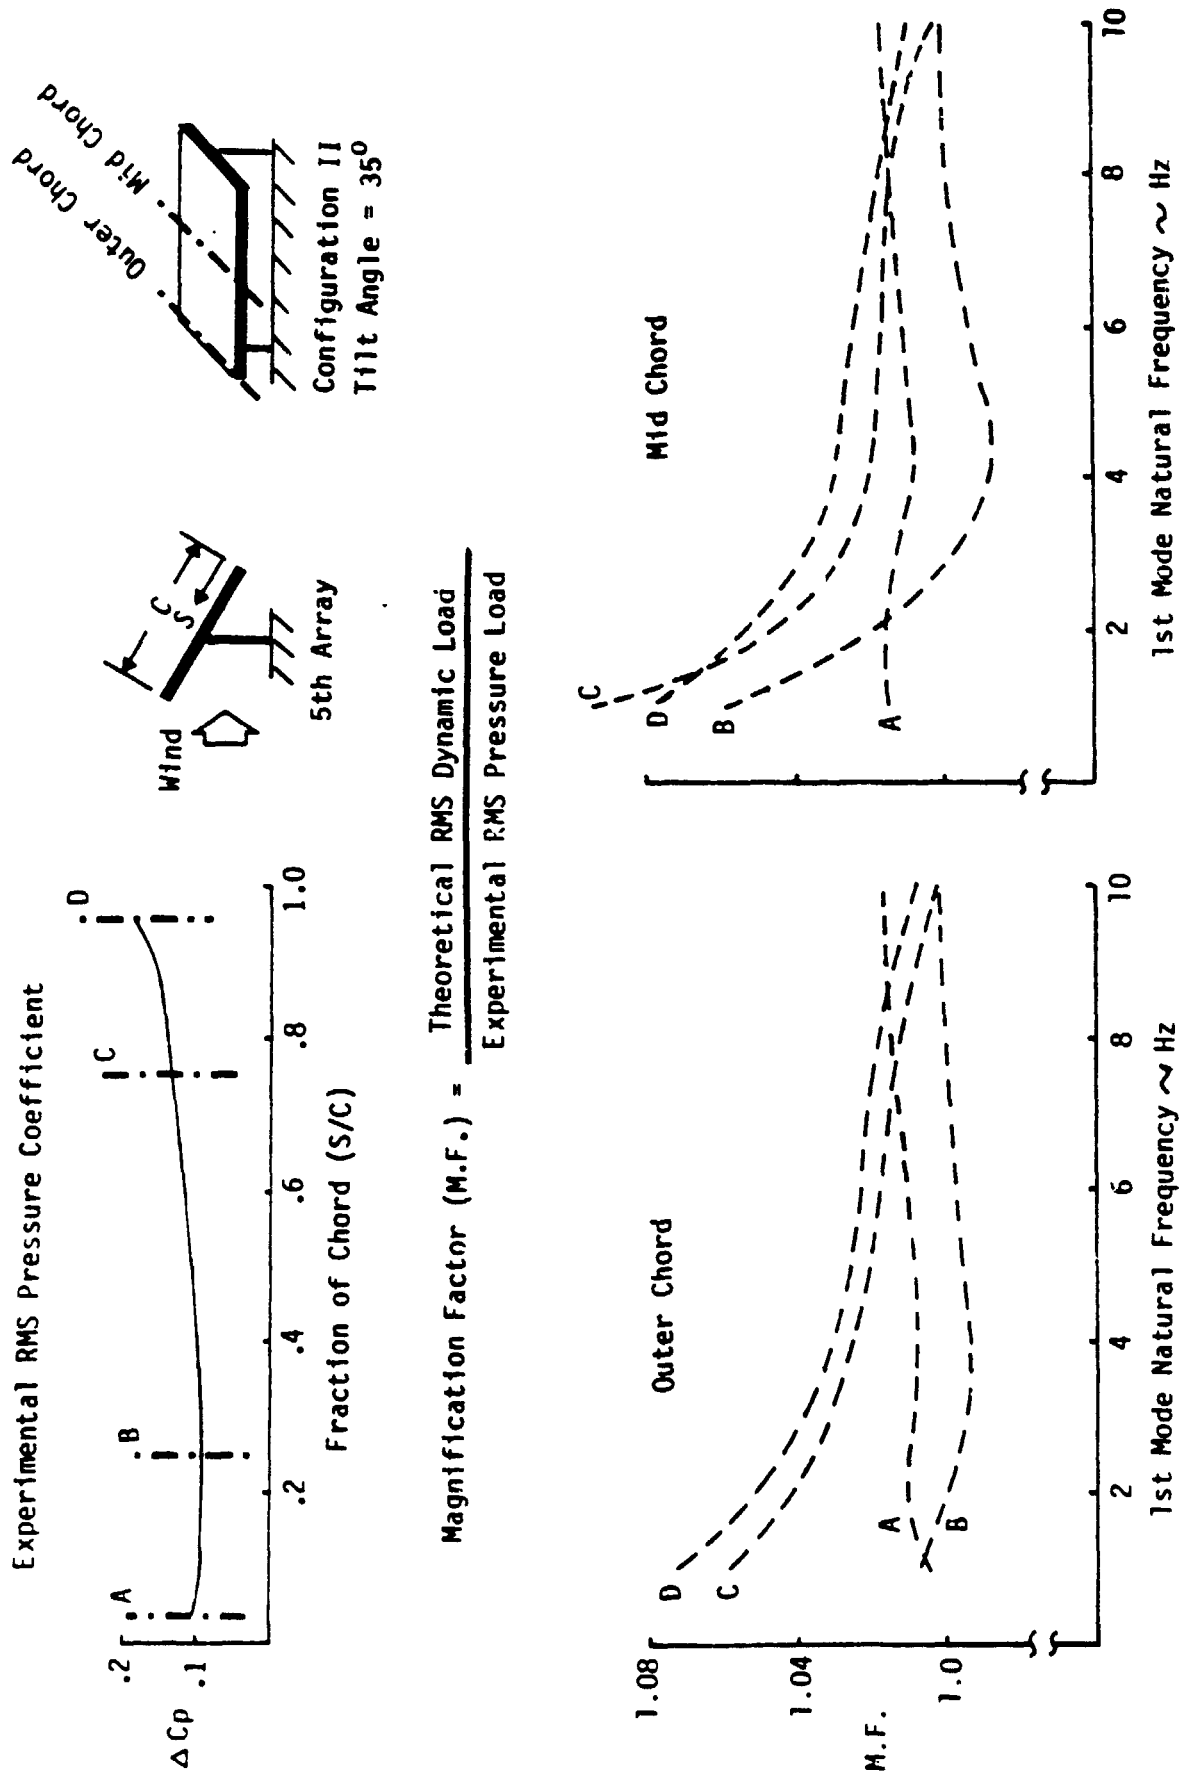 Experimental RMS Pressure Coefficient
ΔCp
.2
.1
A
B
C
D
.2
.4
.6
.8
1.0
Fraction of Chord (S/C)
Wind
C
S
5th Array
Outer Chord
Mid Chord
Configuration II
Tilt Angle = 35⁰
Magnification Factor (M.F.) = Theoretical RMS Dynamic Load
Experimental RMS Pressure Load
Outer Chord
M.F.
1.08
1.04
1.0
D
C
A
B
2
4
6
8
10
1st Mode Natural Frequency ~ Hz
Mid Chord
C
D
B
A
2
4
6
8
10
1st Mode Natural Frequency ~ Hz